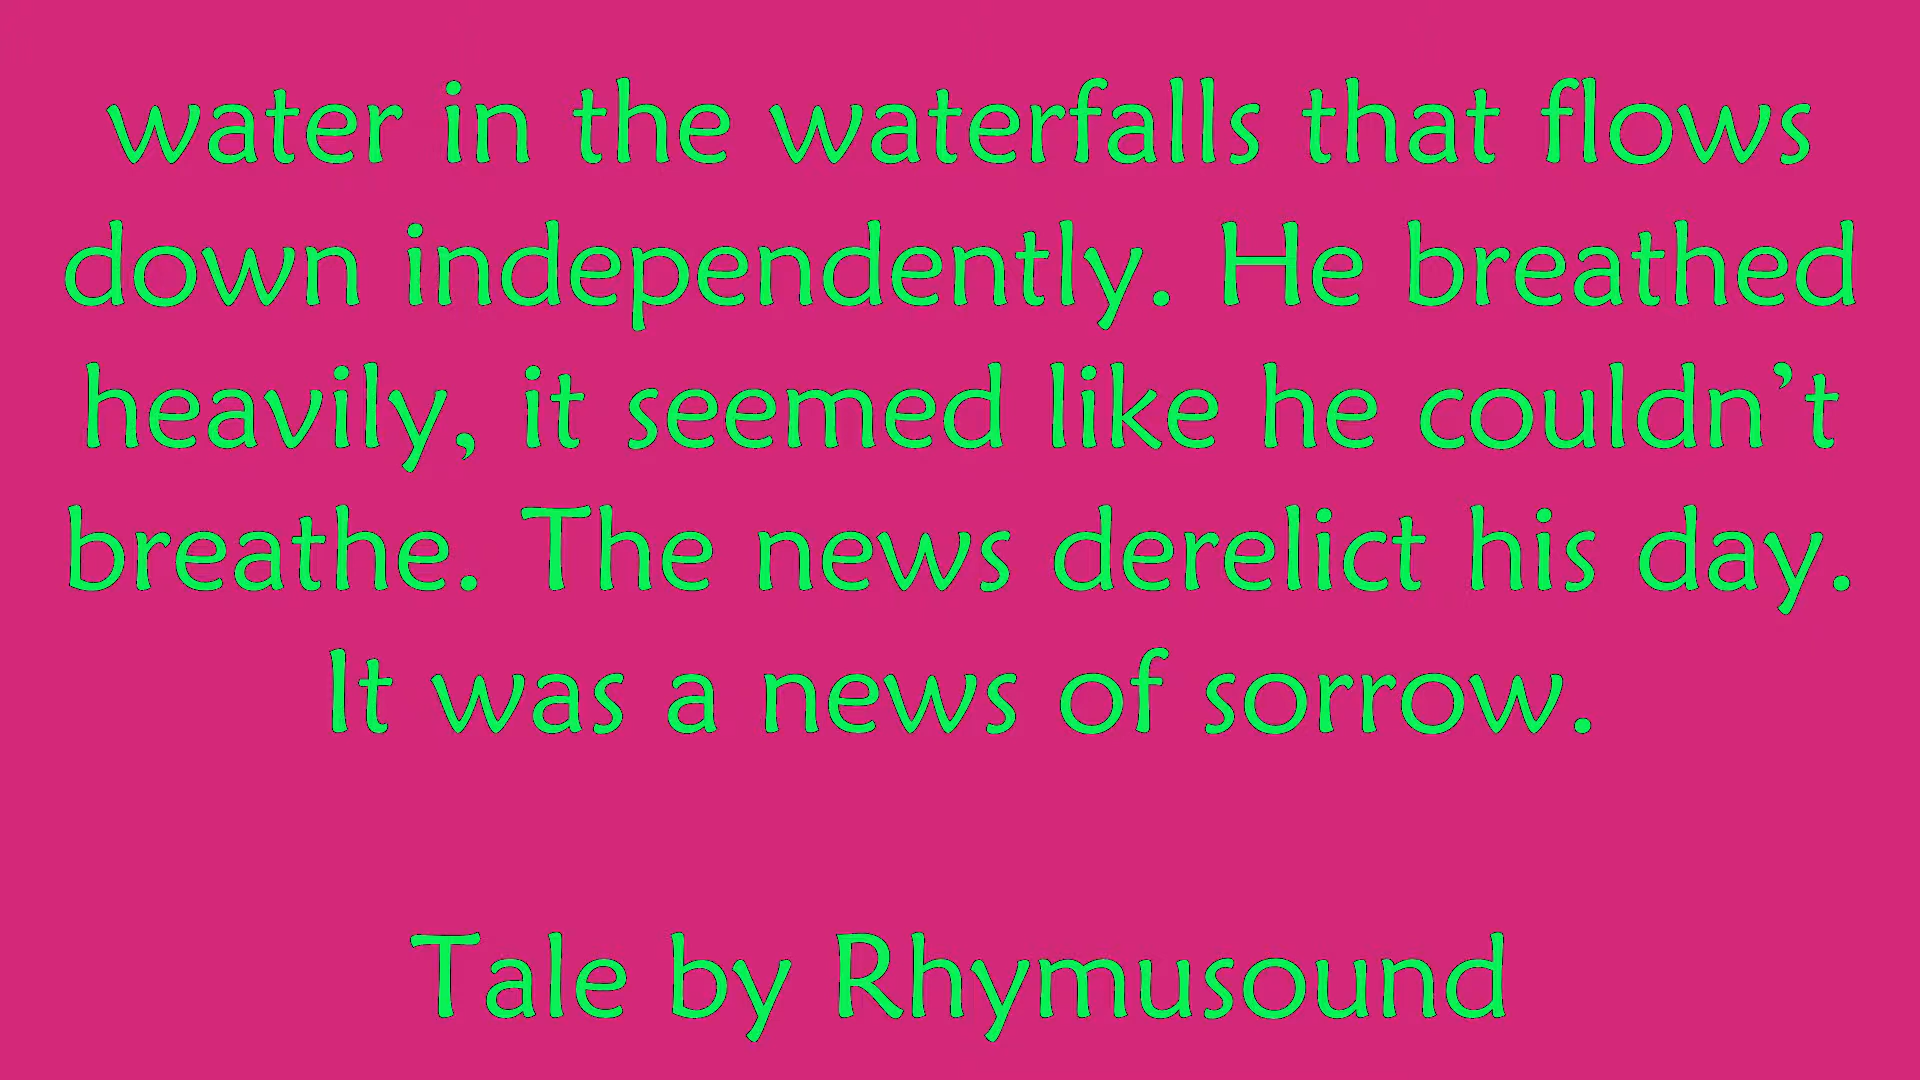 water in the waterfalls that flows
down independently. He breathed
heavily, it seemed like he couldn’t
breathe. The news derelict his day.
It was a news of sorrow.
Tale by Rhymusound